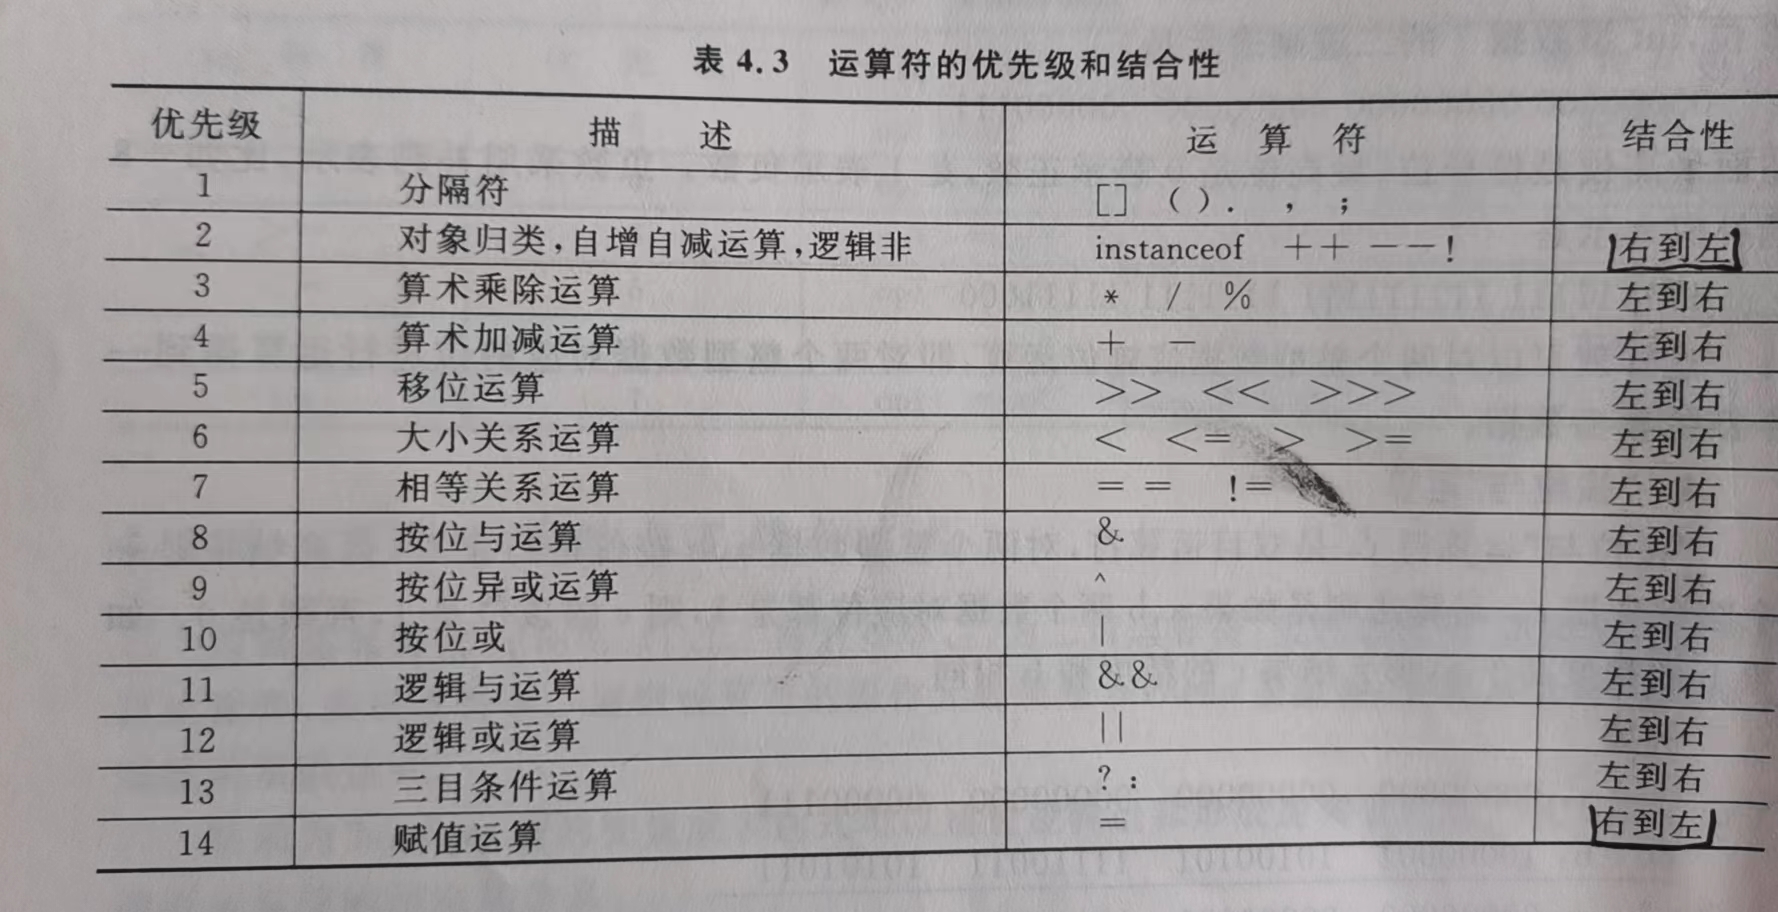 表 4.3 运算符的优先级和结合性
优先级 描 述 运 算 符 结合性
1 分隔符 [] ( ) . , ;
2 对象归类,自增自减运算,逻辑非 instanceof ++ -- ! 右到左
3 算术乘除运算 * / % 左到右
4 算术加减运算 + - 左到右
5 移位运算 >> << >>> 左到右
6 大小关系运算 < <= > >= 左到右
7 相等关系运算 == != 左到右
8 按位与运算 & 左到右
9 按位异或运算 ^ 左到右
10 按位或 | 左到右
11 逻辑与运算 && 左到右
12 逻辑或运算 || 左到右
13 三目条件运算 ? : 左到右
14 赋值运算 = 右到左